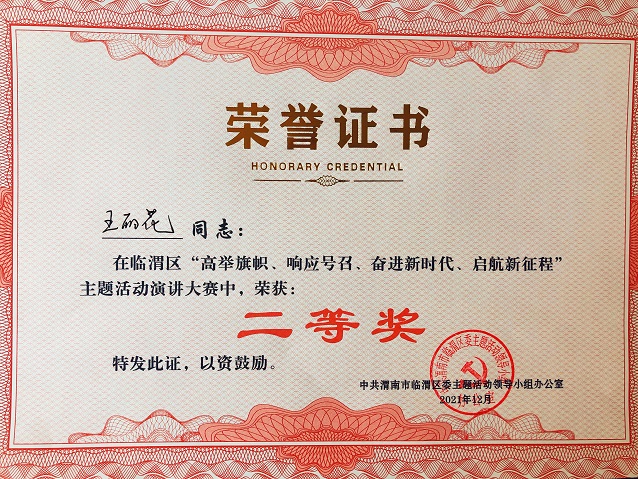 荣誉证书
HONORARY CREDENTIAL
王丽花 同志：
在临渭区“高举旗帜、响应号召、奋进新时代、启航新征程”
主题活动演讲大赛中，荣获：
二等奖
特发此证，以资鼓励。
中共渭南市临渭区委主题活动领导小组办公室
2021年12月